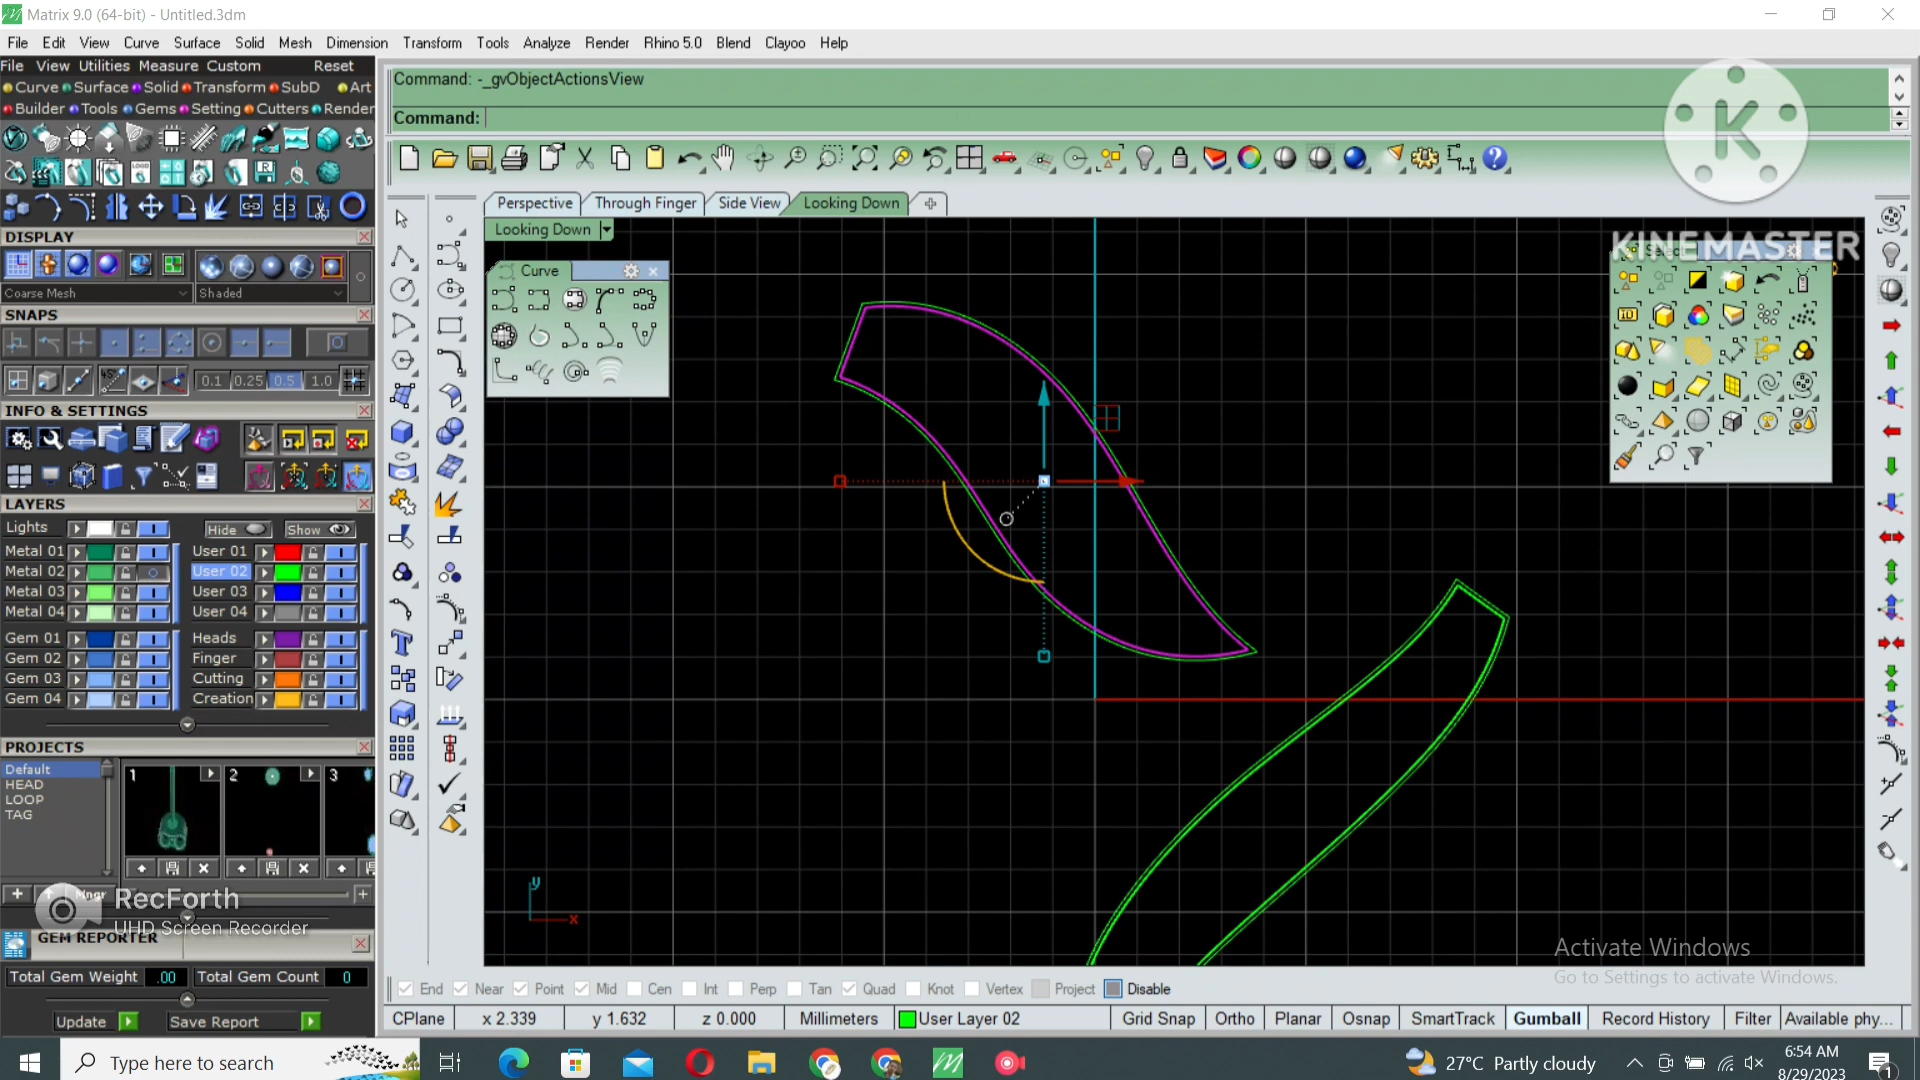 Matrix 9.0 (64-bit) - Untitled.3dm
File Edit View Curve Surface Solid Mesh Dimension Transform Tools Analyze Render Rhino 5.0 Blend Clayoo Help
File View Utilities Measure Custom Reset
Curve Surface Solid Transform SubD Art
Builder Tools Gems Setting Cutters Render
Command: -_gvObjectActionsView
Command:
K
KINEMASTER
Perspective Through Finger Side View Looking Down
Looking Down
Curve
DISPLAY
Coarse Mesh Shaded
SNAPS
0.1 0.25 0.5 1.0
INFO & SETTINGS
LAYERS
Lights Hide Show
Metal 01 User 01
Metal 02 User 02
Metal 03 User 03
Metal 04 User 04
Gem 01 Heads
Gem 02 Finger
Gem 03 Cutting
Gem 04 Creation
PROJECTS
Default
HEAD
LOOP
TAG
1 2 3
Mngr
RecForth
UHD Screen Recorder
GEM REPORTER
Total Gem Weight .00 Total Gem Count 0
Update Save Report
y
x
Activate Windows
Go to Settings to activate Windows.
End Near Point Mid Cen Int Perp Tan Quad Knot Vertex Project Disable
CPlane x 2.339 y 1.632 z 0.000 Millimeters User Layer 02 Grid Snap Ortho Planar Osnap SmartTrack Gumball Record History Filter Available phy...
Type here to search
27°C Partly cloudy
6:54 AM
8/29/2023
1